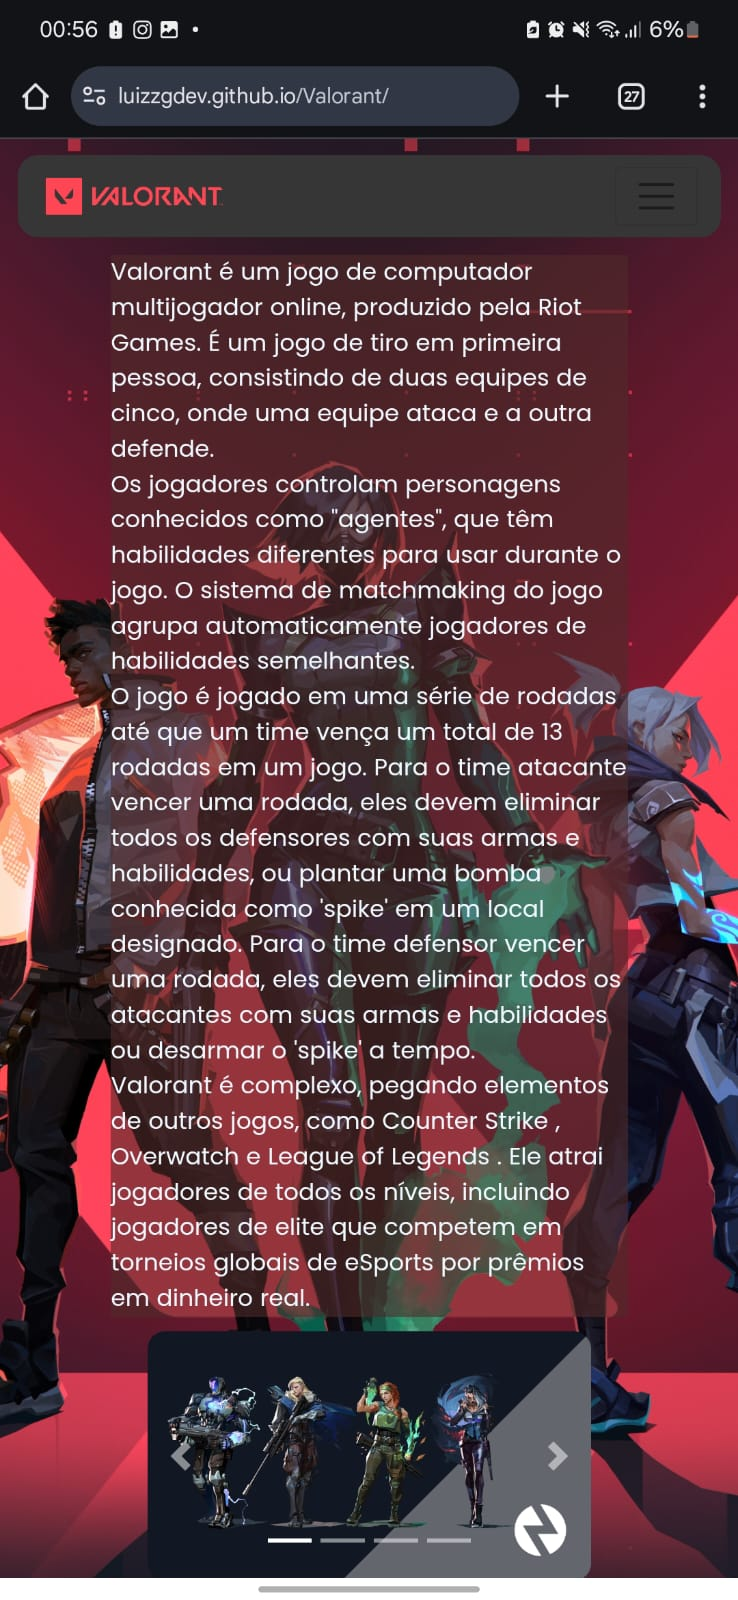 00:56
6%
luizzgdev.github.io/Valorant/
27
VALORANT
Valorant é um jogo de computador
multijogador online, produzido pela Riot
Games. É um jogo de tiro em primeira
pessoa, consistindo de duas equipes de
cinco, onde uma equipe ataca e a outra
defende.
Os jogadores controlam personagens
conhecidos como "agentes", que têm
habilidades diferentes para usar durante o
jogo. O sistema de matchmaking do jogo
agrupa automaticamente jogadores de
habilidades semelhantes.
O jogo é jogado em uma série de rodadas
até que um time vença um total de 13
rodadas em um jogo. Para o time atacante
vencer uma rodada, eles devem eliminar
todos os defensores com suas armas e
habilidades, ou plantar uma bomba
conhecida como 'spike' em um local
designado. Para o time defensor vencer
uma rodada, eles devem eliminar todos os
atacantes com suas armas e habilidades
ou desarmar o 'spike' a tempo.
Valorant é complexo, pegando elementos
de outros jogos, como Counter Strike ,
Overwatch e League of Legends . Ele atrai
jogadores de todos os níveis, incluindo
jogadores de elite que competem em
torneios globais de eSports por prêmios
em dinheiro real.